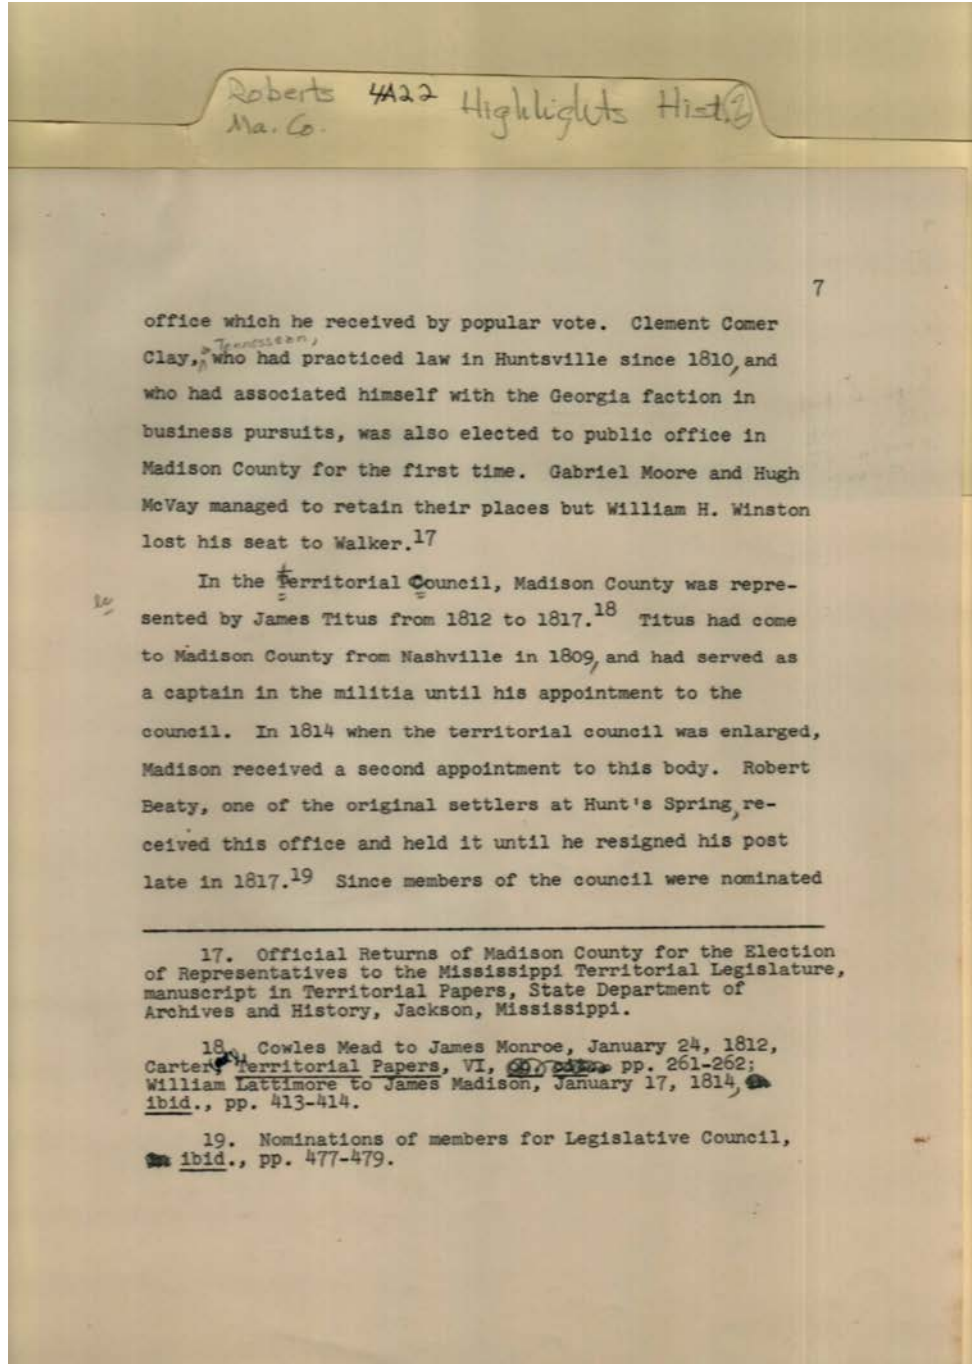 Roberts 4A22 Highlights Hist. 2
Ma. Co.
7
office which he received by popular vote. Clement Comer
Tennessean,
Clay, who had practiced law in Huntsville since 1810, and
who had associated himself with the Georgia faction in
business pursuits, was also elected to public office in
Madison County for the first time. Gabriel Moore and Hugh
McVay managed to retain their places but William H. Winston
lost his seat to Walker.17
In the territorial Council, Madison County was repre-
lc
sented by James Titus from 1812 to 1817.18 Titus had come
to Madison County from Nashville in 1809, and had served as
a captain in the militia until his appointment to the
council. In 1814 when the territorial council was enlarged,
Madison received a second appointment to this body. Robert
Beaty, one of the original settlers at Hunt's Spring, re-
ceived this office and held it until he resigned his post
late in 1817.19 Since members of the council were nominated
17. Official Returns of Madison County for the Election
of Representatives to the Mississippi Territorial Legislature,
manuscript in Territorial Papers, State Department of
Archives and History, Jackson, Mississippi.
18. Cowles Mead to James Monroe, January 24, 1812,
Carter, Territorial Papers, VI, pp. 261-262;
William Lattimore to James Madison, January 17, 1814,
ibid., pp. 413-414.
19. Nominations of members for Legislative Council,
ibid., pp. 477-479.